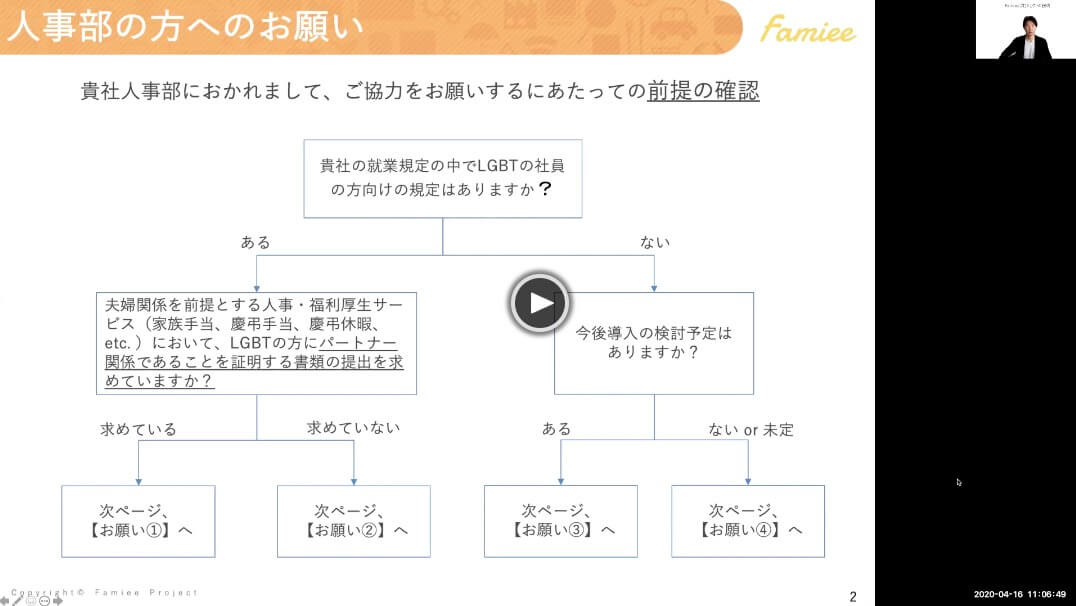 人事部の方へのお願い
Famiee
貴社人事部におかれまして、ご協力をお願いするにあたっての前提の確認
貴社の就業規定の中でLGBTの社員
の方向けの規定はありますか？
ある
ない
夫婦関係を前提とする人事・福利厚生サー
ビス（家族手当、慶弔手当、慶弔休暇、
etc. ）において、LGBTの方にパートナー
関係であることを証明する書類の提出を求
めていますか？
今後導入の検討予定は
ありますか？
求めている
求めていない
ある
ない or 未定
次ページ、
【お願い①】へ
次ページ、
【お願い②】へ
次ページ、
【お願い③】へ
次ページ、
【お願い④】へ
Copyright© Famiee Project
2
2020-04-16 11:06:49